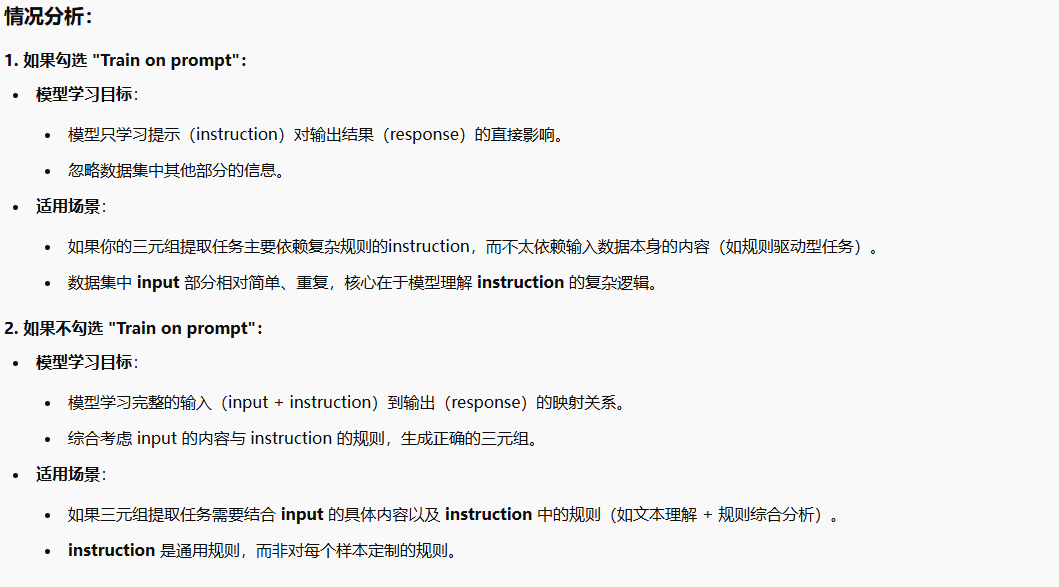 情况分析：
1. 如果勾选 "Train on prompt"：
模型学习目标：
模型只学习提示（instruction）对输出结果（response）的直接影响。
忽略数据集中其他部分的信息。
适用场景：
如果你的三元组提取任务主要依赖复杂规则的instruction，而不太依赖输入数据本身的内容（如规则驱动型任务）。
数据集中 input 部分相对简单、重复，核心在于模型理解 instruction 的复杂逻辑。
2. 如果不勾选 "Train on prompt"：
模型学习目标：
模型学习完整的输入（input + instruction）到输出（response）的映射关系。
综合考虑 input 的内容与 instruction 的规则，生成正确的三元组。
适用场景：
如果三元组提取任务需要结合 input 的具体内容以及 instruction 中的规则（如文本理解 + 规则综合分析）。
instruction 是通用规则，而非对每个样本定制的规则。